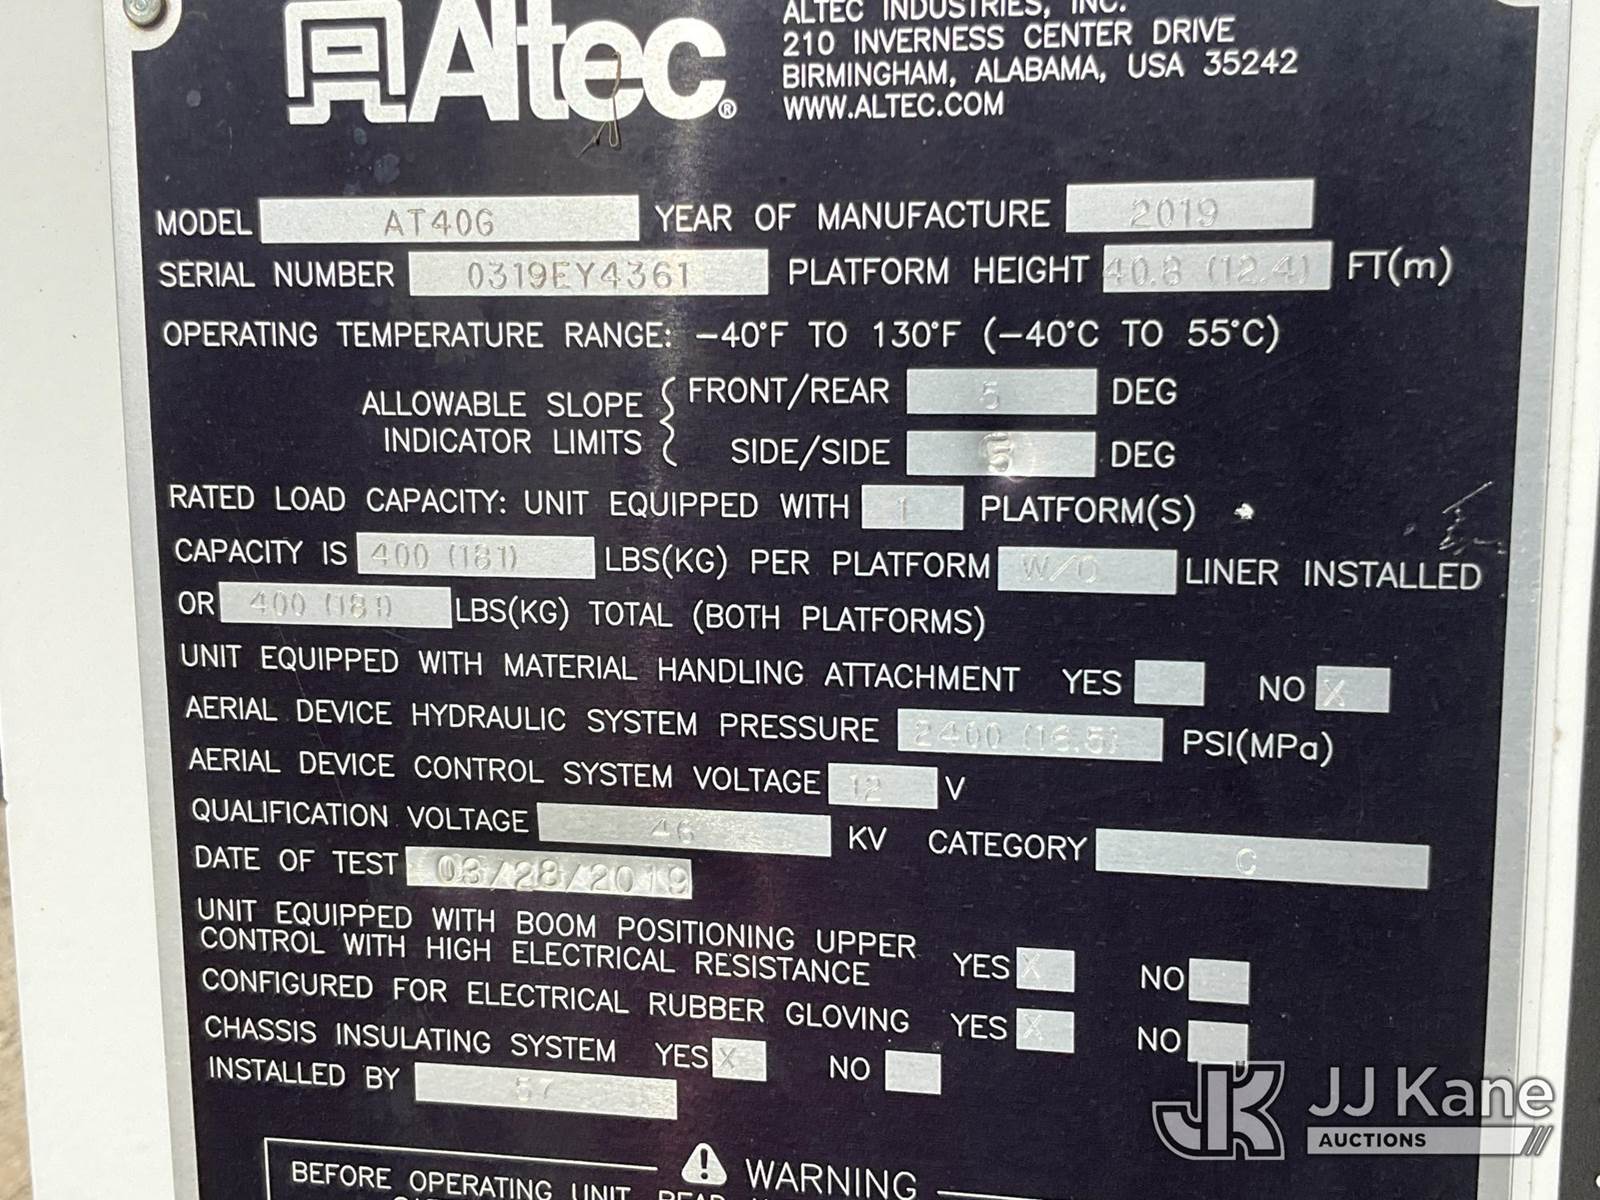 Altec®
ALTEC INDUSTRIES, INC.
210 INVERNESS CENTER DRIVE
BIRMINGHAM, ALABAMA, USA 35242
WWW.ALTEC.COM
MODEL AT40G YEAR OF MANUFACTURE 2019
SERIAL NUMBER 0319EY4361 PLATFORM HEIGHT 40.8 (12.4) FT(m)
OPERATING TEMPERATURE RANGE: -40°F TO 130°F (-40°C TO 55°C)
ALLOWABLE SLOPE INDICATOR LIMITS
FRONT/REAR 5 DEG
SIDE/SIDE 5 DEG
RATED LOAD CAPACITY: UNIT EQUIPPED WITH 1 PLATFORM(S)
CAPACITY IS 400 (181) LBS(KG) PER PLATFORM W/O LINER INSTALLED
OR 400 (181) LBS(KG) TOTAL (BOTH PLATFORMS)
UNIT EQUIPPED WITH MATERIAL HANDLING ATTACHMENT YES NO X
AERIAL DEVICE HYDRAULIC SYSTEM PRESSURE 2400 (16.5) PSI(MPa)
AERIAL DEVICE CONTROL SYSTEM VOLTAGE 12 V
QUALIFICATION VOLTAGE 46 KV CATEGORY C
DATE OF TEST 03/28/2019
UNIT EQUIPPED WITH BOOM POSITIONING UPPER
CONTROL WITH HIGH ELECTRICAL RESISTANCE YES X NO
CONFIGURED FOR ELECTRICAL RUBBER GLOVING YES X NO
CHASSIS INSULATING SYSTEM YES X NO
INSTALLED BY 57
WARNING
BEFORE OPERATING UNIT, READ
JK JJ Kane
AUCTIONS